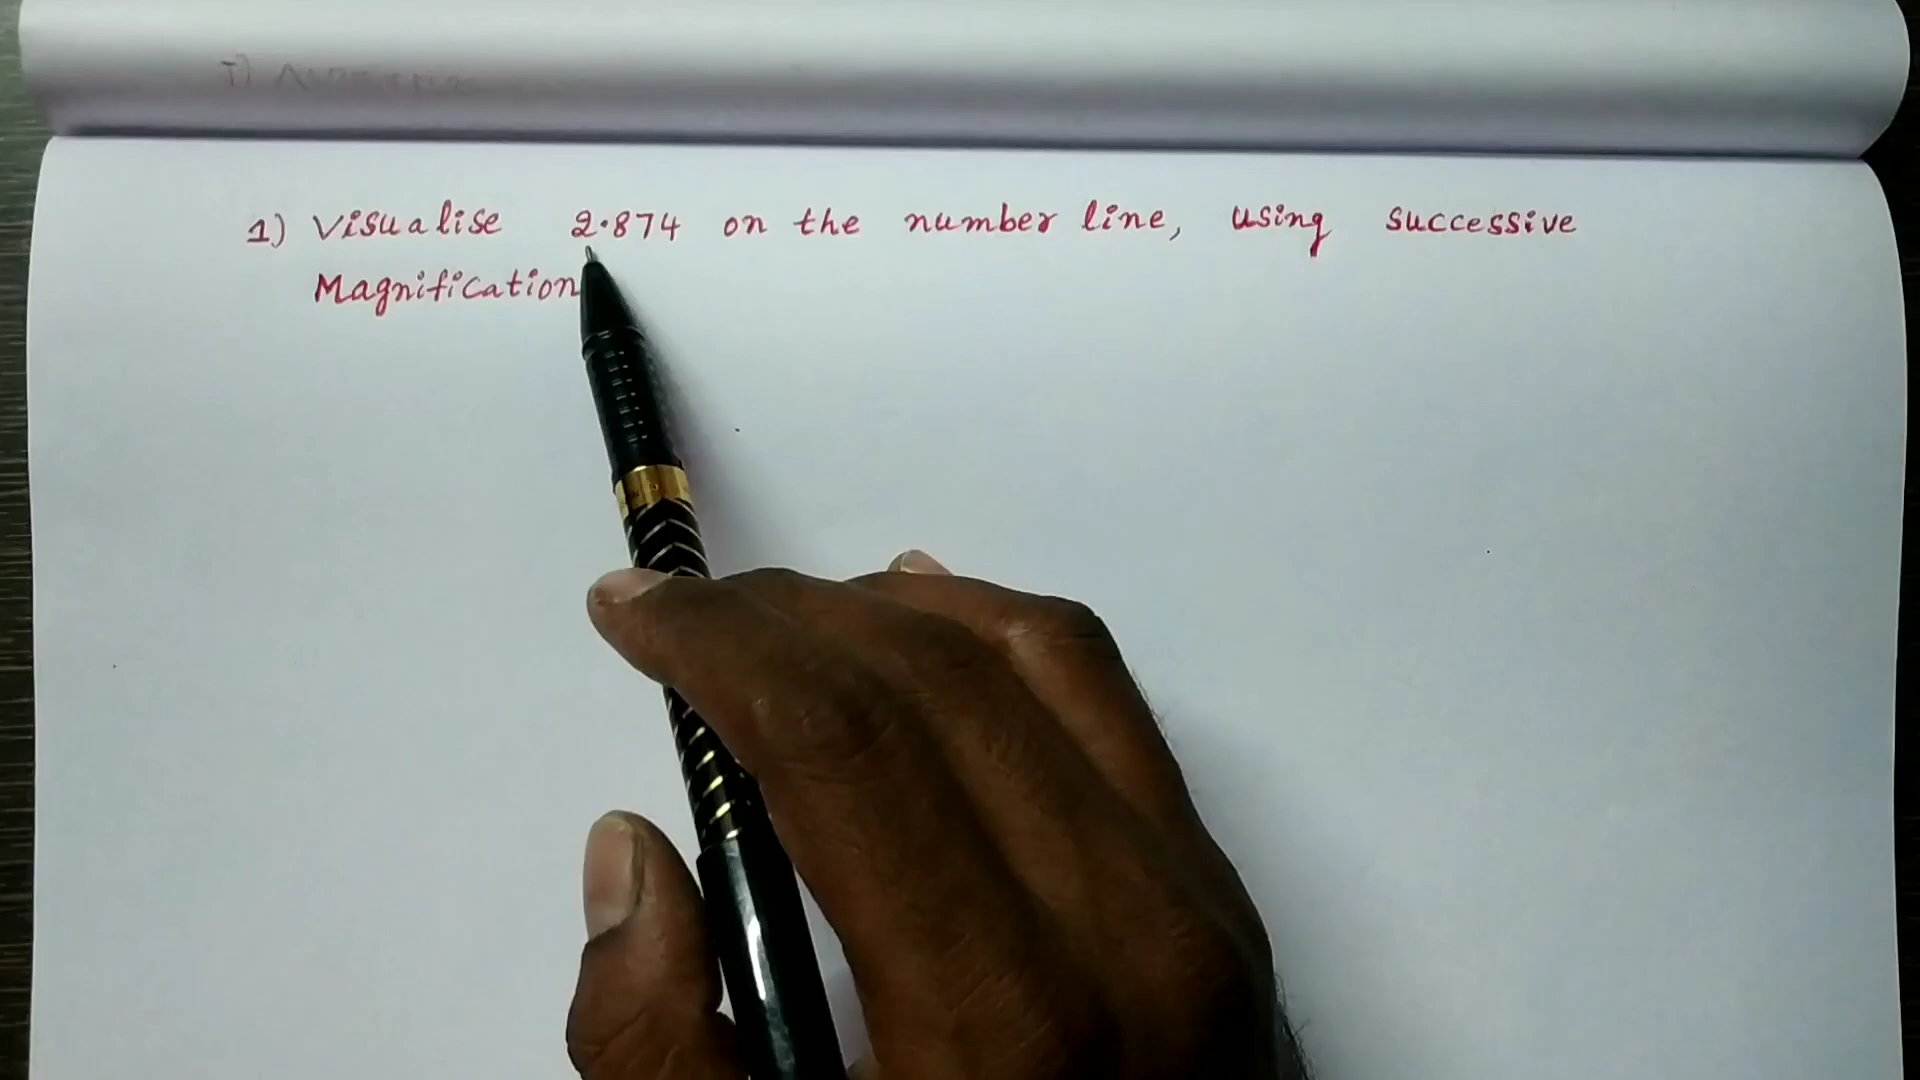 1) Visualise 2.874 on the number line, using successive
Magnification